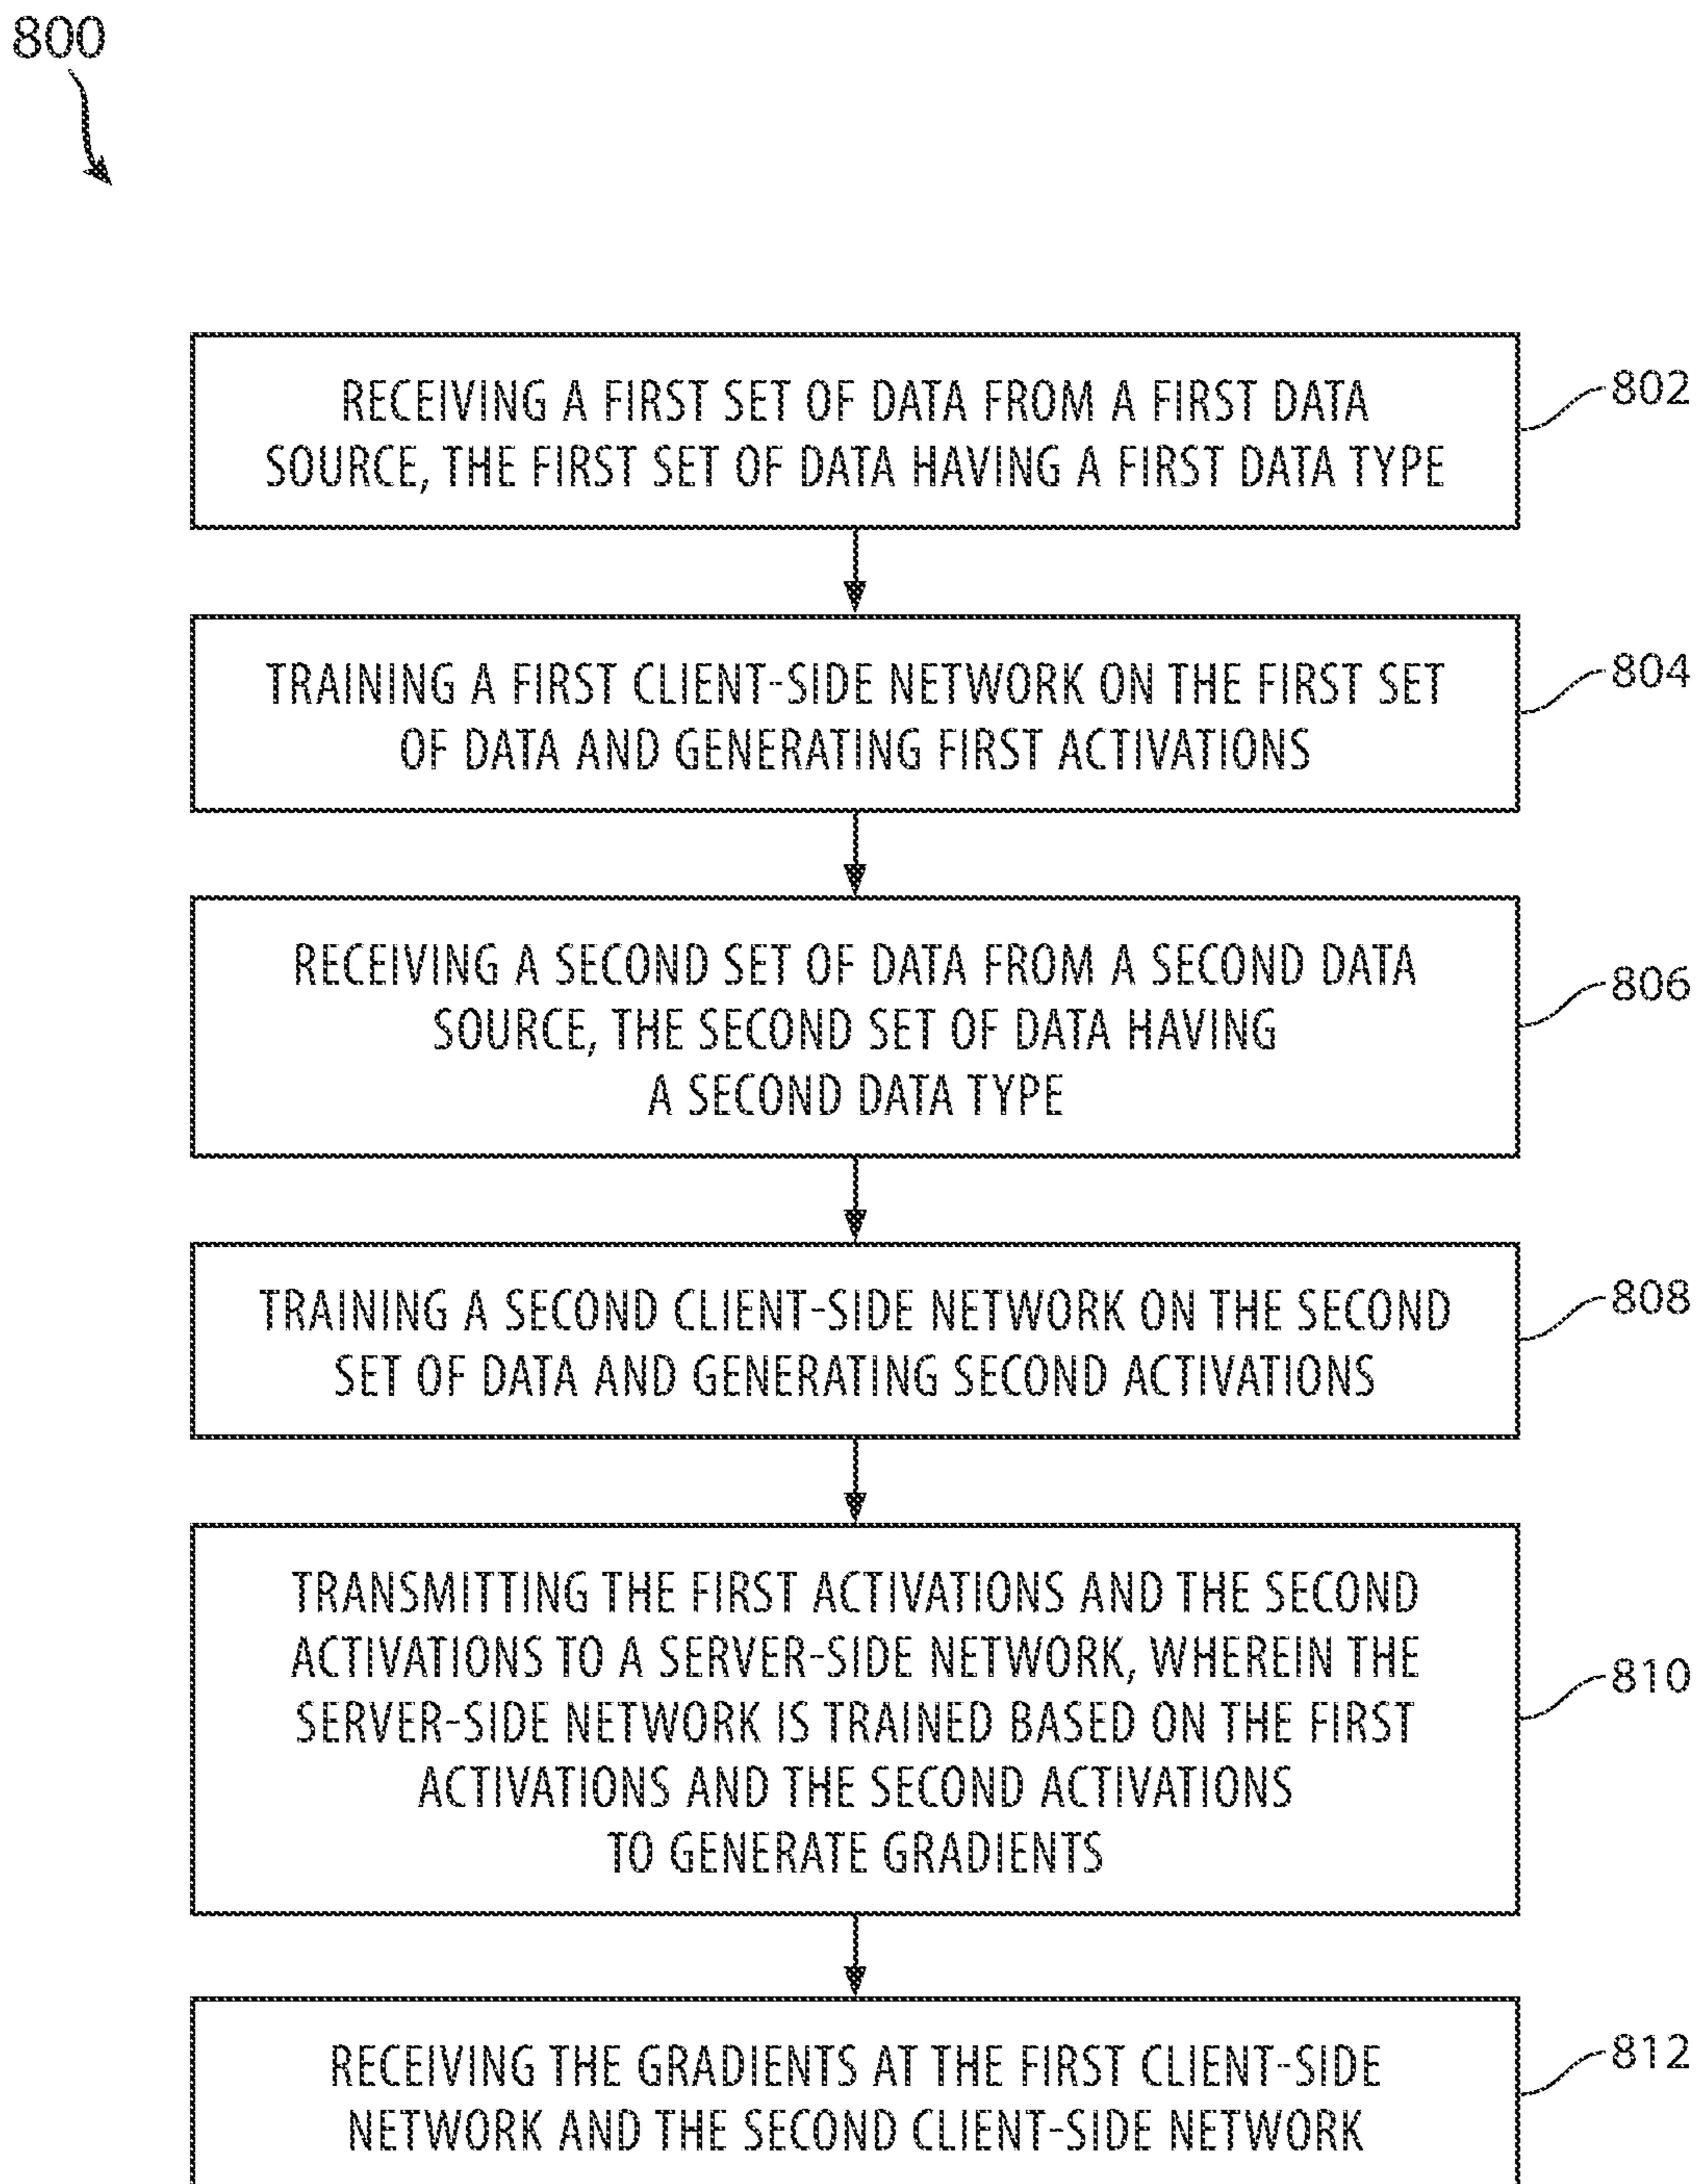 800
RECEIVING A FIRST SET OF DATA FROM A FIRST DATA
SOURCE, THE FIRST SET OF DATA HAVING A FIRST DATA TYPE
802
TRAINING A FIRST CLIENT-SIDE NETWORK ON THE FIRST SET
OF DATA AND GENERATING FIRST ACTIVATIONS
804
RECEIVING A SECOND SET OF DATA FROM A SECOND DATA
SOURCE, THE SECOND SET OF DATA HAVING
A SECOND DATA TYPE
806
TRAINING A SECOND CLIENT-SIDE NETWORK ON THE SECOND
SET OF DATA AND GENERATING SECOND ACTIVATIONS
808
TRANSMITTING THE FIRST ACTIVATIONS AND THE SECOND
ACTIVATIONS TO A SERVER-SIDE NETWORK, WHEREIN THE
SERVER-SIDE NETWORK IS TRAINED BASED ON THE FIRST
ACTIVATIONS AND THE SECOND ACTIVATIONS
TO GENERATE GRADIENTS
810
RECEIVING THE GRADIENTS AT THE FIRST CLIENT-SIDE
NETWORK AND THE SECOND CLIENT-SIDE NETWORK
812